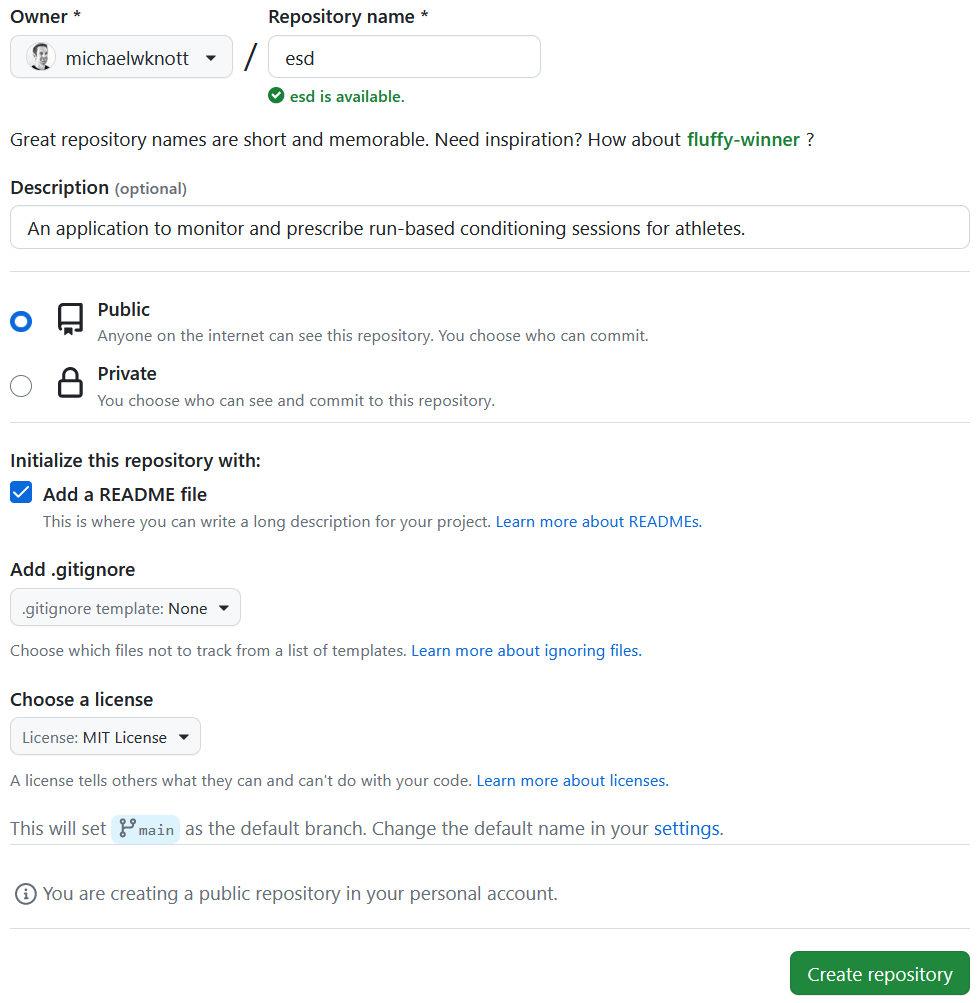 Owner * Repository name *
michaelwknott / esd
esd is available.
Great repository names are short and memorable. Need inspiration? How about fluffy-winner ?
Description (optional)
An application to monitor and prescribe run-based conditioning sessions for athletes.
Public
Anyone on the internet can see this repository. You choose who can commit.
Private
You choose who can see and commit to this repository.
Initialize this repository with:
Add a README file
This is where you can write a long description for your project. Learn more about READMEs.
Add .gitignore
.gitignore template: None
Choose which files not to track from a list of templates. Learn more about ignoring files.
Choose a license
License: MIT License
A license tells others what they can and can't do with your code. Learn more about licenses.
This will set main as the default branch. Change the default name in your settings.
You are creating a public repository in your personal account.
Create repository